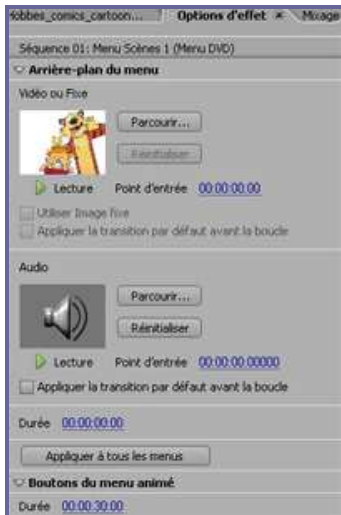 Hobbes_comics_cartoon... Options d'effet × Mixage
Séquence 01: Menu Scènes 1 (Menu DVD)
Arrière-plan du menu
Vidéo ou Fixe
Parcourir...
Réinitialiser
Lecture Point d'entrée 00:00:00:00
Utiliser Image fixe
Appliquer la transition par défaut avant la boucle
Audio
Parcourir...
Réinitialiser
Lecture Point d'entrée 00:00:00:00000
Appliquer la transition par défaut avant la boucle
Durée 00:00:00:00
Appliquer à tous les menus
Boutons du menu animé
Durée 00:00:30:00